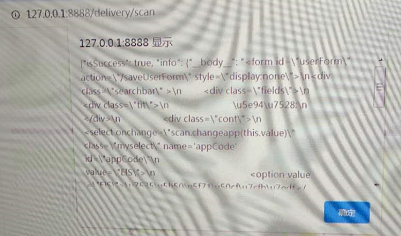 127.0.0.1:8888/delivery/scan
127.0.0.1:8888 显示
{"isSuccess": true, "info": {"__body__": "<form id=\"userForm\"
action=\"/saveUserForm\" style=\"display:none\">\n<div
class=\"searchbar\" >\n <div class=\"fields\">\n
<div class=\"tit\">\n \u5e94\u7528:\n
</div>\n <div class=\"cont\">\n
<select onchange=\"scan.changeapp(this.value)\"
class=\"myselect\" name='appCode'
id=\"appCode\"\n
value=\"EIS\">\n <option value
确定